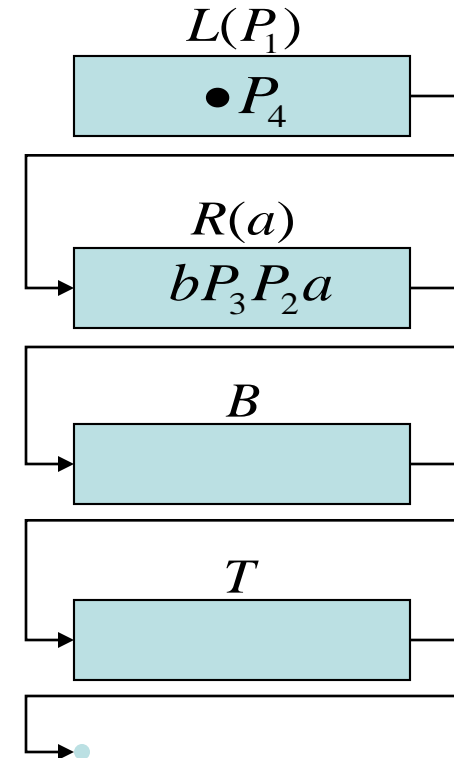 L(P₁)
• P₄
R(a)
bP₃P₂a
B
T